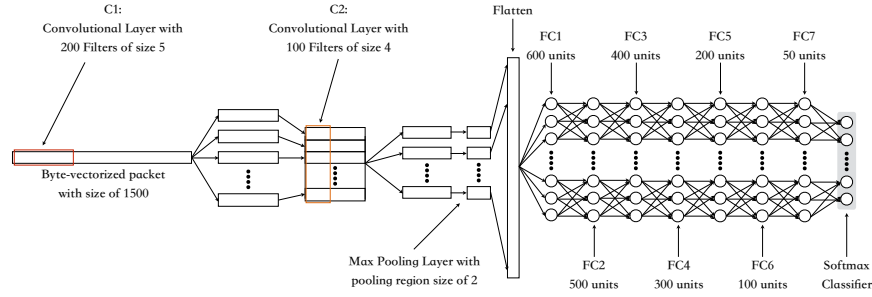 C1:
Convolutional Layer with
200 Filters of size 5
C2:
Convolutional Layer with
100 Filters of size 4
Flatten
FC1
600 units
FC3
400 units
FC5
200 units
FC7
50 units
Byte-vectorized packet
with size of 1500
Max Pooling Layer with
pooling region size of 2
FC2
500 units
FC4
300 units
FC6
100 units
Softmax
Classifier